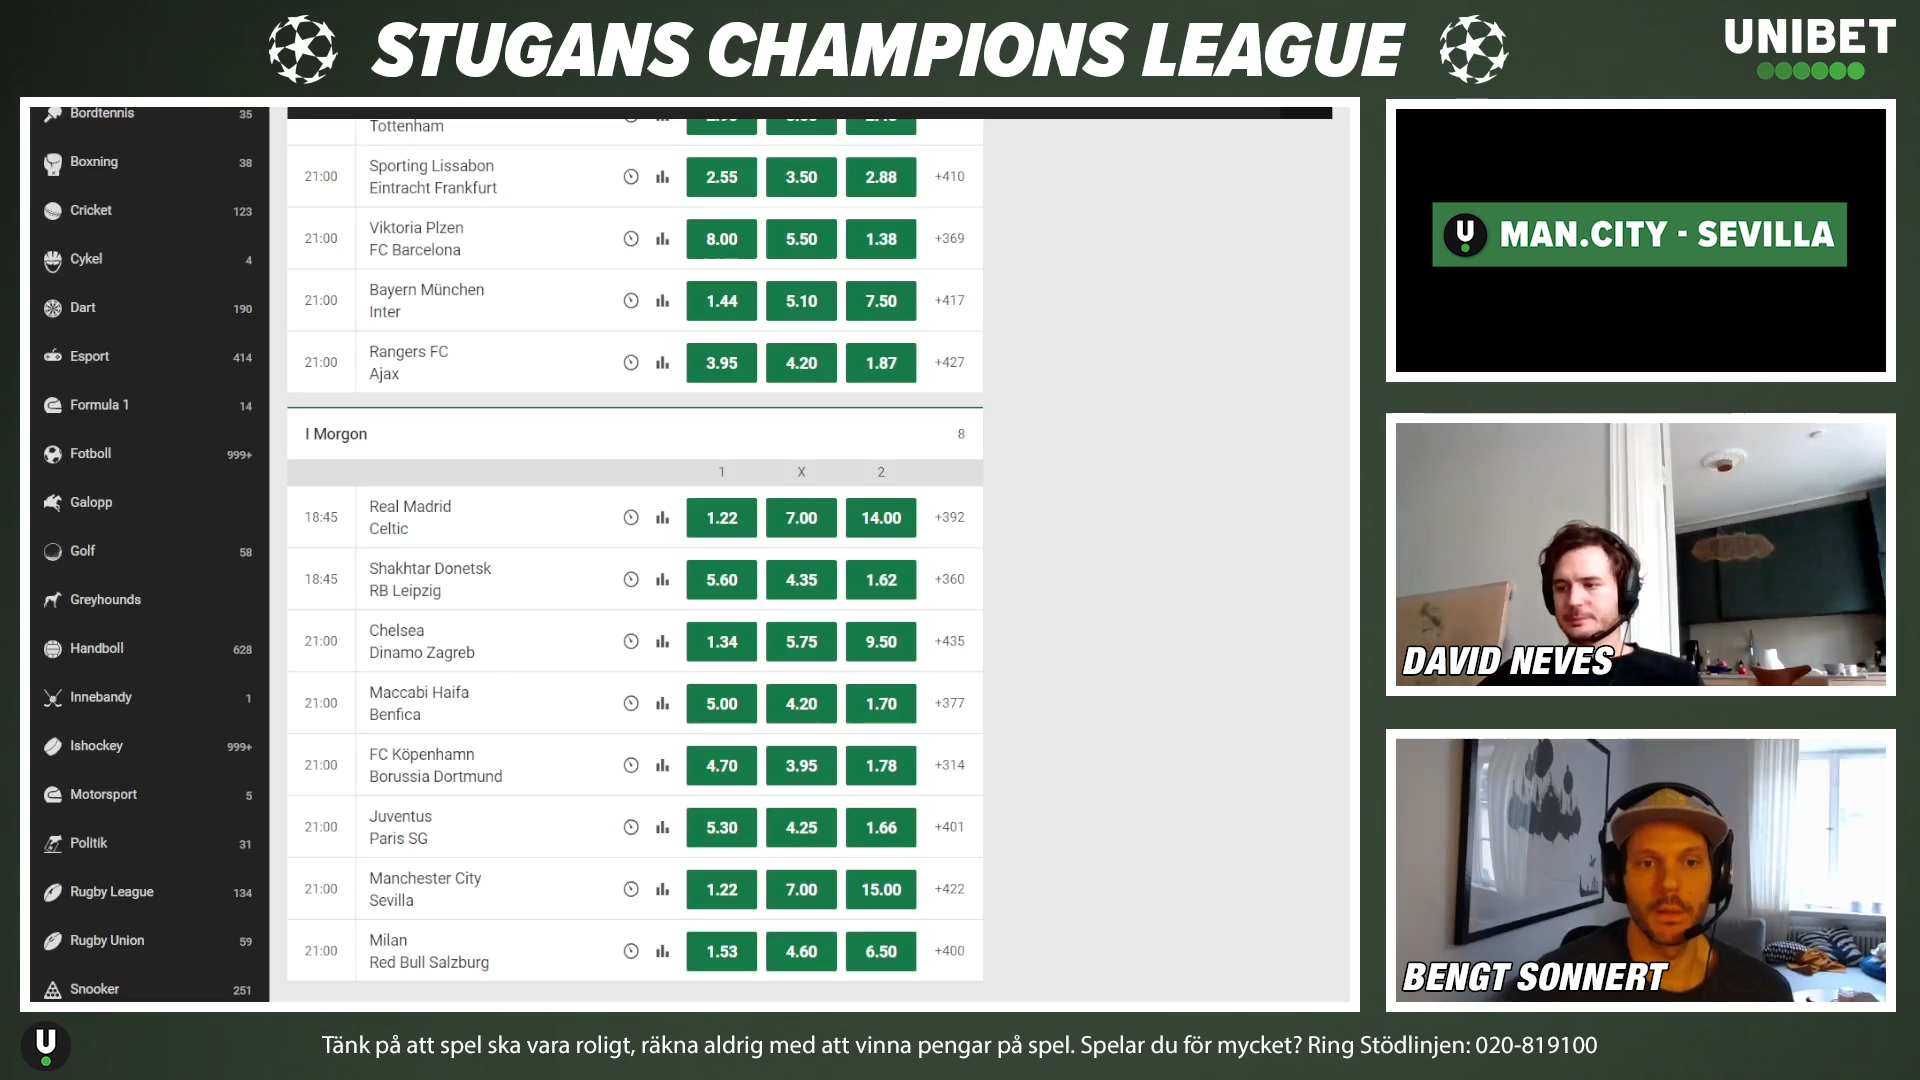 STUGANS CHAMPIONS LEAGUE
UNIBET
Bordtennis 35
Boxning 38
Cricket 123
Cykel 4
Dart 190
Esport 414
Formula 1 14
Fotboll 999+
Galopp
Golf 58
Greyhounds
Handboll 628
Innebandy 1
Ishockey 999+
Motorsport 5
Politik 31
Rugby League 134
Rugby Union 59
Snooker 251
Tottenham
21:00 Sporting Lissabon Eintracht Frankfurt 2.55 3.50 2.88 +410
21:00 Viktoria Plzen FC Barcelona 8.00 5.50 1.38 +369
21:00 Bayern München Inter 1.44 5.10 7.50 +417
21:00 Rangers FC Ajax 3.95 4.20 1.87 +427
I Morgon 8
1 X 2
18:45 Real Madrid Celtic 1.22 7.00 14.00 +392
18:45 Shakhtar Donetsk RB Leipzig 5.60 4.35 1.62 +360
21:00 Chelsea Dinamo Zagreb 1.34 5.75 9.50 +435
21:00 Maccabi Haifa Benfica 5.00 4.20 1.70 +377
21:00 FC Köpenhamn Borussia Dortmund 4.70 3.95 1.78 +314
21:00 Juventus Paris SG 5.30 4.25 1.66 +401
21:00 Manchester City Sevilla 1.22 7.00 15.00 +422
21:00 Milan Red Bull Salzburg 1.53 4.60 6.50 +400
U MAN.CITY - SEVILLA
DAVID NEVES
BENGT SONNERT
U Tänk på att spel ska vara roligt, räkna aldrig med att vinna pengar på spel. Spelar du för mycket? Ring Stödlinjen: 020-819100